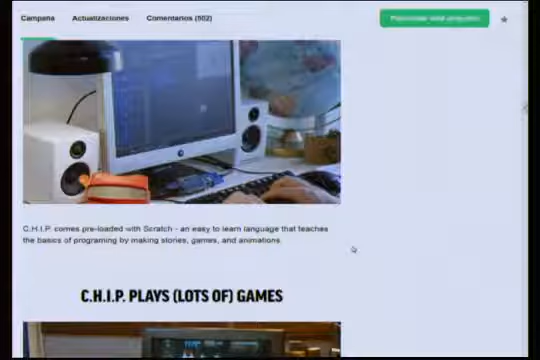 Campaña Actualizaciones Comentarios (502)
C.H.I.P. comes pre-loaded with Scratch - an easy to learn language that teaches
the basics of programing by making stories, games, and animations.
C.H.I.P. PLAYS (LOTS OF) GAMES